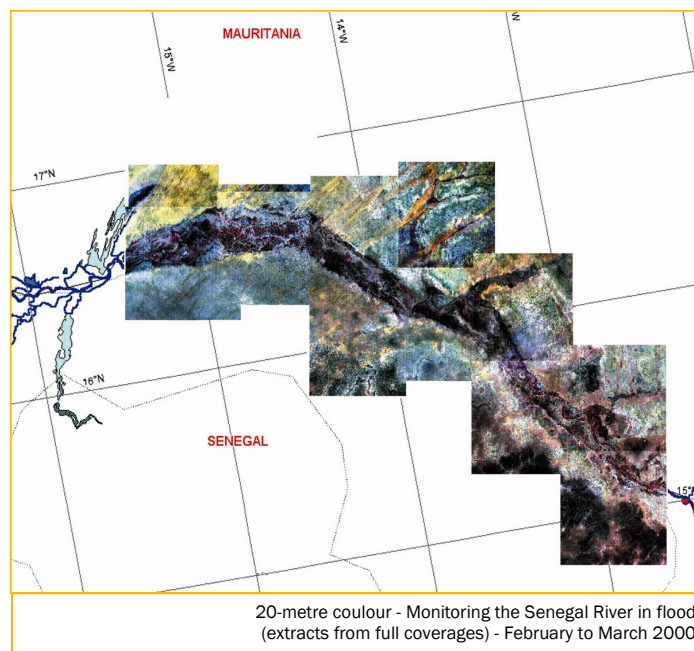 MAURITANIA
15°W
14°W
W
17°N
16°N
SENEGAL
15°
20-metre coulour - Monitoring the Senegal River in flood
(extracts from full coverages) - February to March 2000